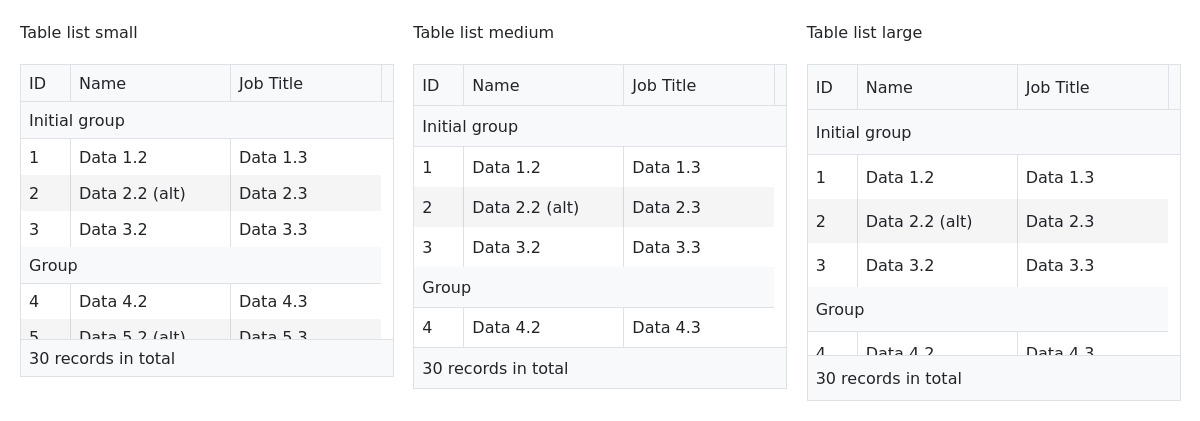 Table list small
ID Name Job Title
Initial group
1 Data 1.2 Data 1.3
2 Data 2.2 (alt) Data 2.3
3 Data 3.2 Data 3.3
Group
4 Data 4.2 Data 4.3
5 Data 5.2 (alt) Data 5.3
30 records in total
Table list medium
ID Name Job Title
Initial group
1 Data 1.2 Data 1.3
2 Data 2.2 (alt) Data 2.3
3 Data 3.2 Data 3.3
Group
4 Data 4.2 Data 4.3
30 records in total
Table list large
ID Name Job Title
Initial group
1 Data 1.2 Data 1.3
2 Data 2.2 (alt) Data 2.3
3 Data 3.2 Data 3.3
Group
4 Data 4.2 Data 4.3
30 records in total